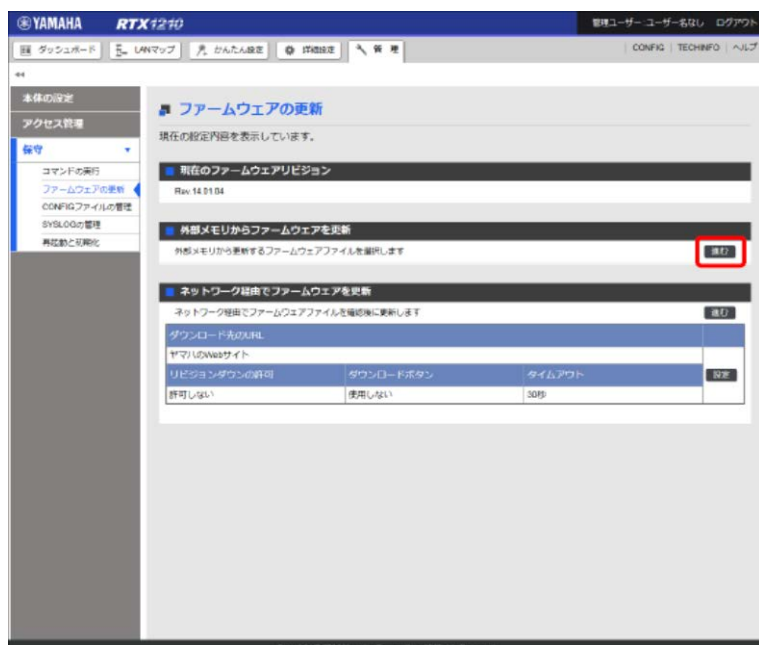 YAMAHA RTX1210 管理ユーザー:ユーザー名なし ログアウト
ダッシュボード LANマップ かんたん設定 詳細設定 管理 CONFIG | TECHINFO | ヘルプ
本体の設定
アクセス管理
保守
コマンドの実行
ファームウェアの更新
CONFIGファイルの管理
SYSLOGの管理
再起動と初期化
ファームウェアの更新
現在の設定内容を表示しています。
現在のファームウェアリビジョン
Rev.14.01.04
外部メモリからファームウェアを更新
外部メモリから更新するファームウェアファイルを選択します 進む
ネットワーク経由でファームウェアを更新
ネットワーク経由でファームウェアファイルを確認後に更新します 進む
ダウンロード先のURL
ヤマハのWebサイト
リビジョンダウンの許可 ダウンロードボタン タイムアウト 設定
許可しない 使用しない 30秒